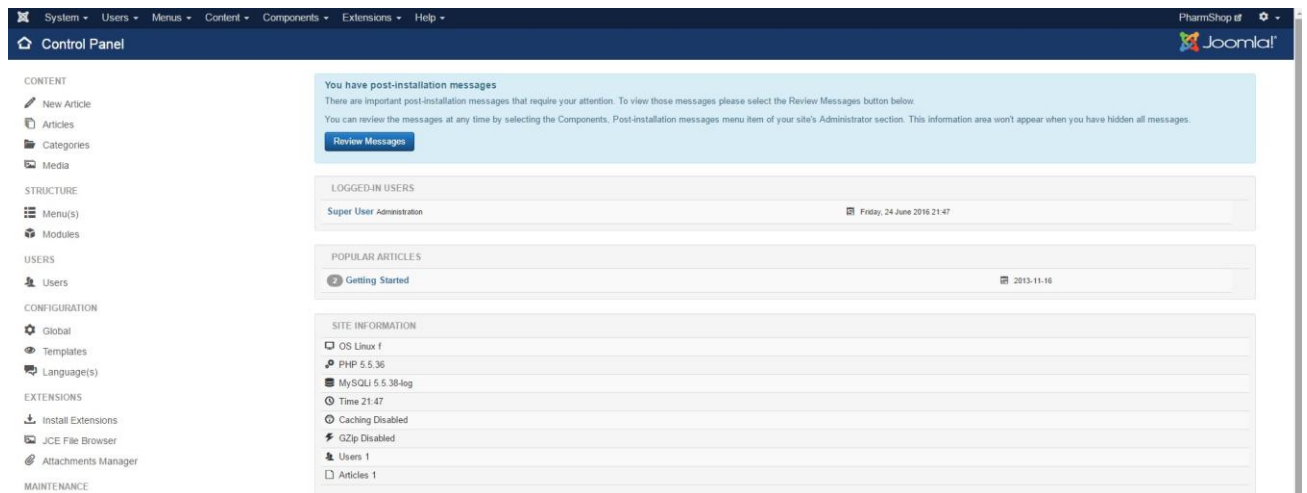 System Users Menus Content Components Extensions Help PharmShop
Control Panel Joomla!
CONTENT
New Article
Articles
Categories
Media
STRUCTURE
Menu(s)
Modules
USERS
Users
CONFIGURATION
Global
Templates
Language(s)
EXTENSIONS
Install Extensions
JCE File Browser
Attachments Manager
MAINTENANCE
You have post-installation messages
There are important post-installation messages that require your attention. To view those messages please select the Review Messages button below.
You can review the messages at any time by selecting the Components, Post-installation messages menu item of your site's Administrator section. This information area won't appear when you have hidden all messages.
Review Messages
LOGGED-IN USERS
Super User Administration Friday, 24 June 2016 21:47
POPULAR ARTICLES
2 Getting Started 2013-11-16
SITE INFORMATION
OS Linux f
PHP 5.5.36
MySQLi 5.5.38-log
Time 21:47
Caching Disabled
GZip Disabled
Users 1
Articles 1